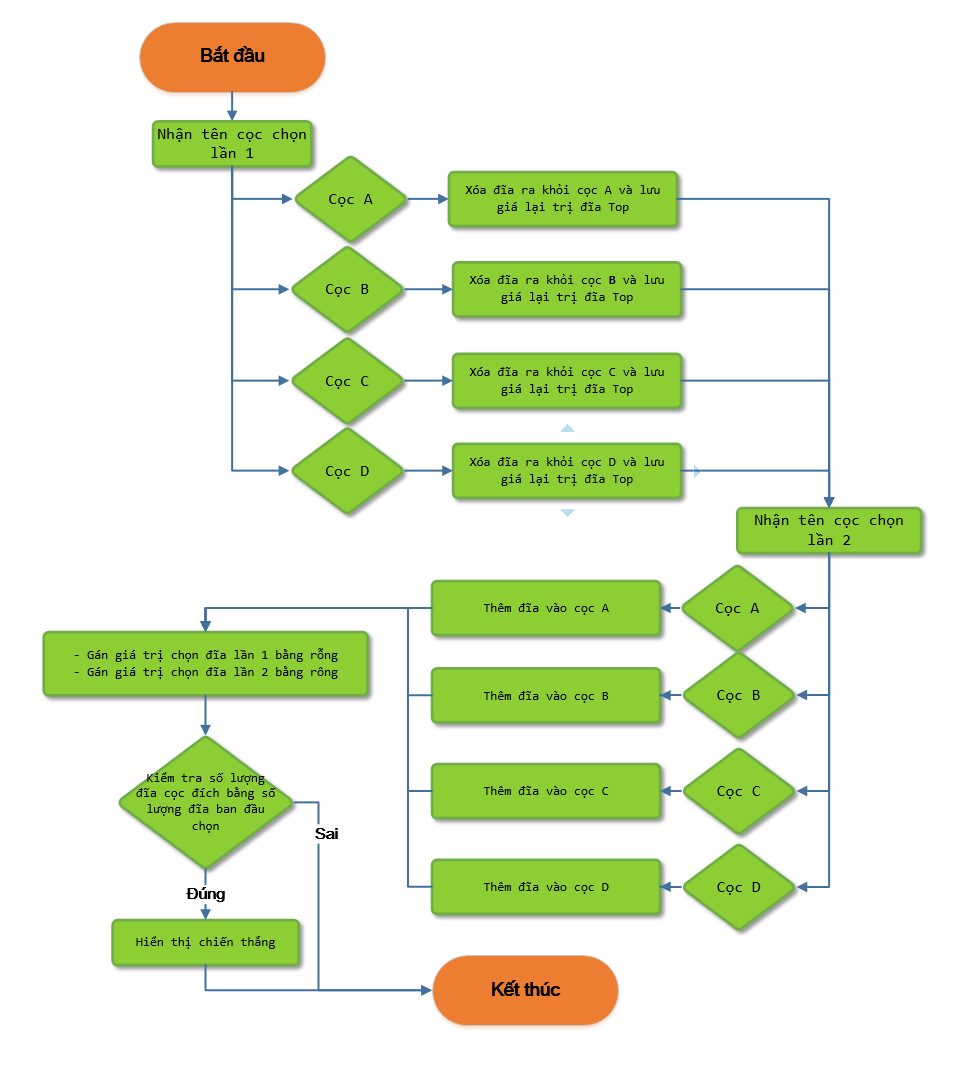 Bắt đầu
Nhận tên cọc chọn
lần 1
Cọc A
Xóa đĩa ra khỏi cọc A và lưu
giá lại trị đĩa Top
Cọc B
Xóa đĩa ra khỏi cọc B và lưu
giá lại trị đĩa Top
Cọc C
Xóa đĩa ra khỏi cọc C và lưu
giá lại trị đĩa Top
Cọc D
Xóa đĩa ra khỏi cọc D và lưu
giá lại trị đĩa Top
Nhận tên cọc chọn
lần 2
Cọc A
Thêm đĩa vào cọc A
Cọc B
Thêm đĩa vào cọc B
Cọc C
Thêm đĩa vào cọc C
Cọc D
Thêm đĩa vào cọc D
- Gán giá trị chọn đĩa lần 1 bằng rỗng
- Gán giá trị chọn đĩa lần 2 bằng rông
Kiểm tra số lượng
đĩa cọc đích bằng số
lượng đĩa ban đầu
chọn
Sai
Đúng
Hiển thị chiến thắng
Kết thúc